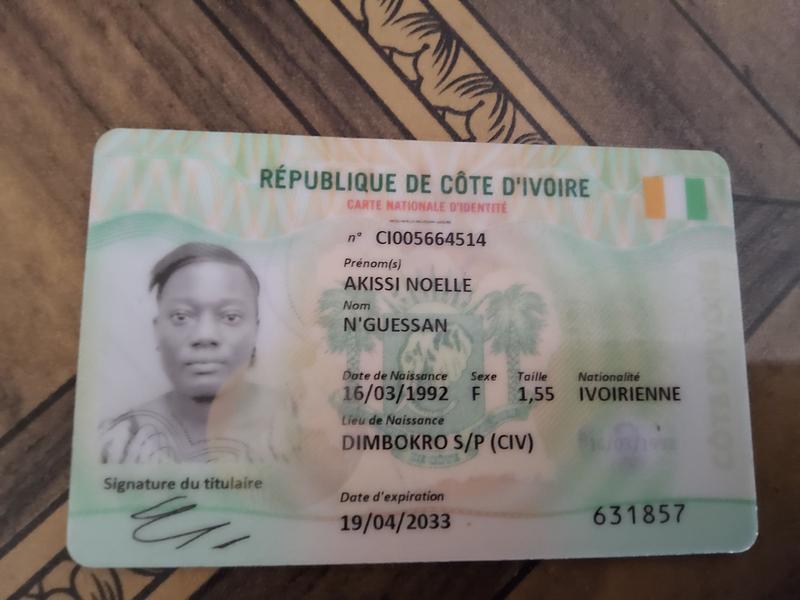 RÉPUBLIQUE DE CÔTE D'IVOIRE
CARTE NATIONALE D'IDENTITÉ
n° CI005664514
Prénom(s)
AKISSI NOELLE
Nom
N'GUESSAN
Date de Naissance Sexe Taille Nationalité
16/03/1992 F 1,55 IVOIRIENNE
Lieu de Naissance
DIMBOKRO S/P (CIV)
Signature du titulaire
Date d'expiration
19/04/2033
631857